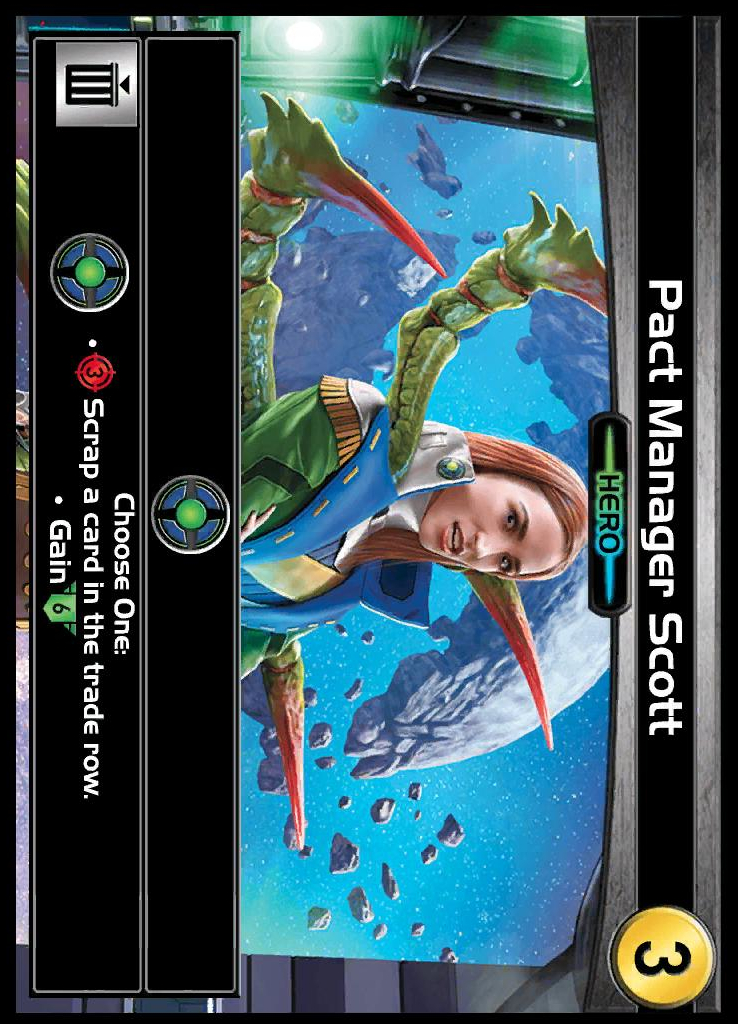 Pact Manager Scott
3
HERO
Choose One:
• 3 Scrap a card in the trade row.
• Gain 6